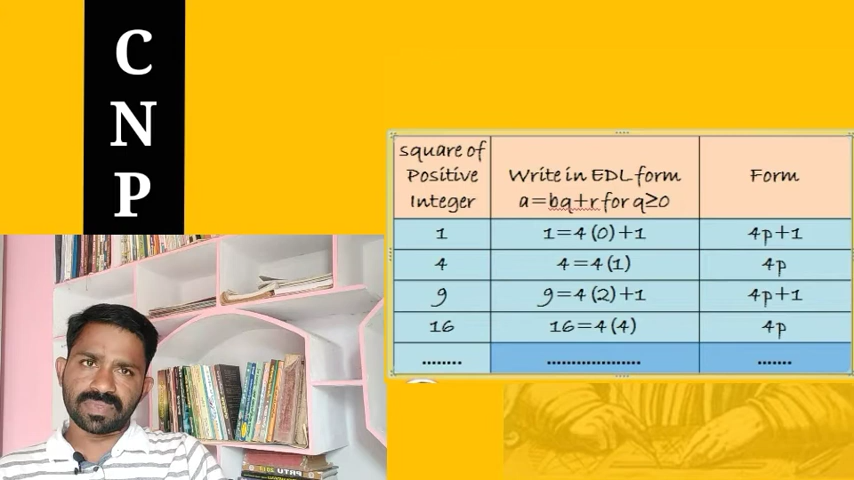 C
N
P
square of Positive Integer
Write in EDL form a=bq+r for q≥0
Form
1
1=4(0)+1
4p+1
4
4=4(1)
4p
9
9=4(2)+1
4p+1
16
16=4(4)
4p
........
...................
.......